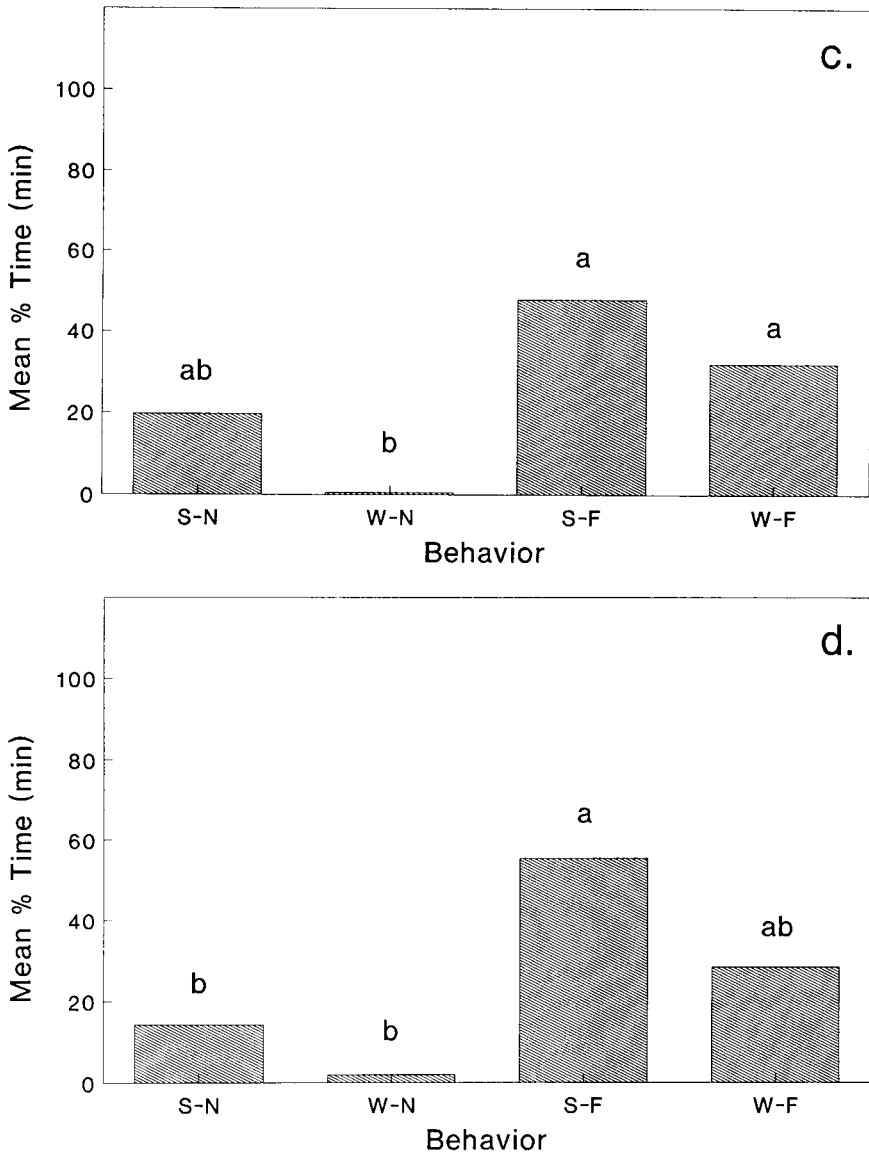 c.
Mean % Time (min)
100
80
60
40
20
0
ab
b
a
a
S-N W-N S-F W-F
Behavior
d.
Mean % Time (min)
100
80
60
40
20
0
b
b
a
ab
S-N W-N S-F W-F
Behavior